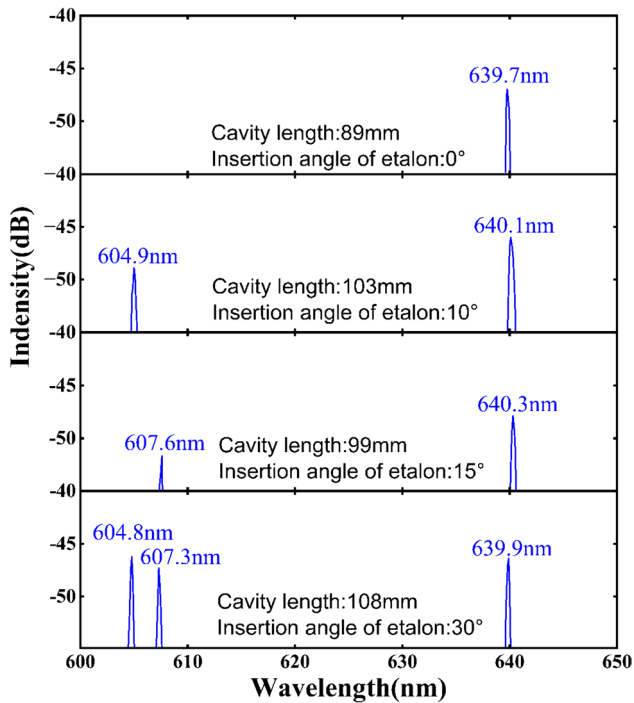 -40
-45
-50
639.7nm
Cavity length:89mm
Insertion angle of etalon:0°
-40
-45
-50
604.9nm
640.1nm
Cavity length:103mm
Insertion angle of etalon:10°
-40
-45
-50
607.6nm
640.3nm
Cavity length:99mm
Insertion angle of etalon:15°
-40
-45
-50
604.8nm
607.3nm
639.9nm
Cavity length:108mm
Insertion angle of etalon:30°
600 610 620 630 640 650
Wavelength(nm)
Indensity(dB)